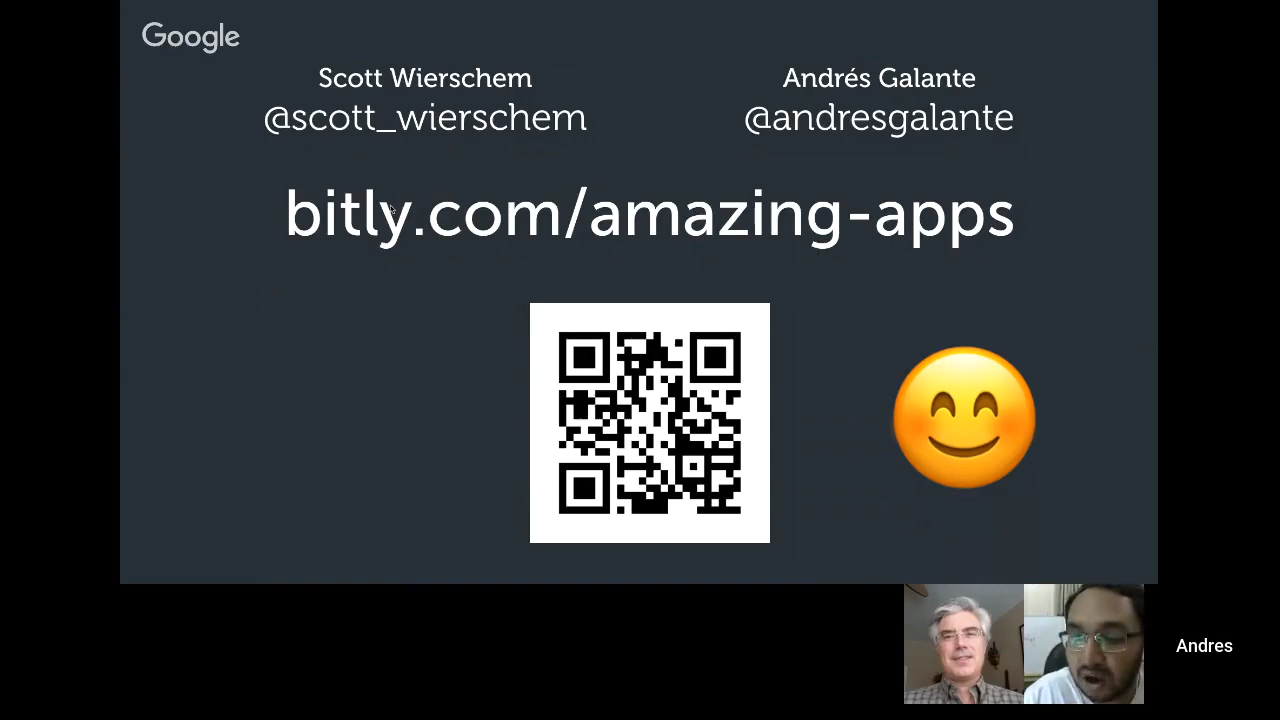 Google
Scott Wierschem
@scott_wierschem
Andrés Galante
@andresgalante
bitly.com/amazing-apps
Andres